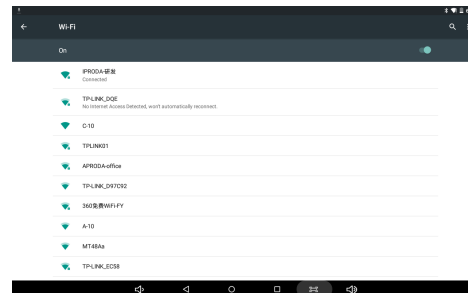 Wi-Fi
On
IPRODA-研发
Connected
TP-LINK_DQE
No Internet Access Detected, won't automatically reconnect.
C-10
TPLINK01
APRODA-office
TP-LINK_D97C92
360免费WiFi-FY
A-10
MT48Aa
TP-LINK_EC58